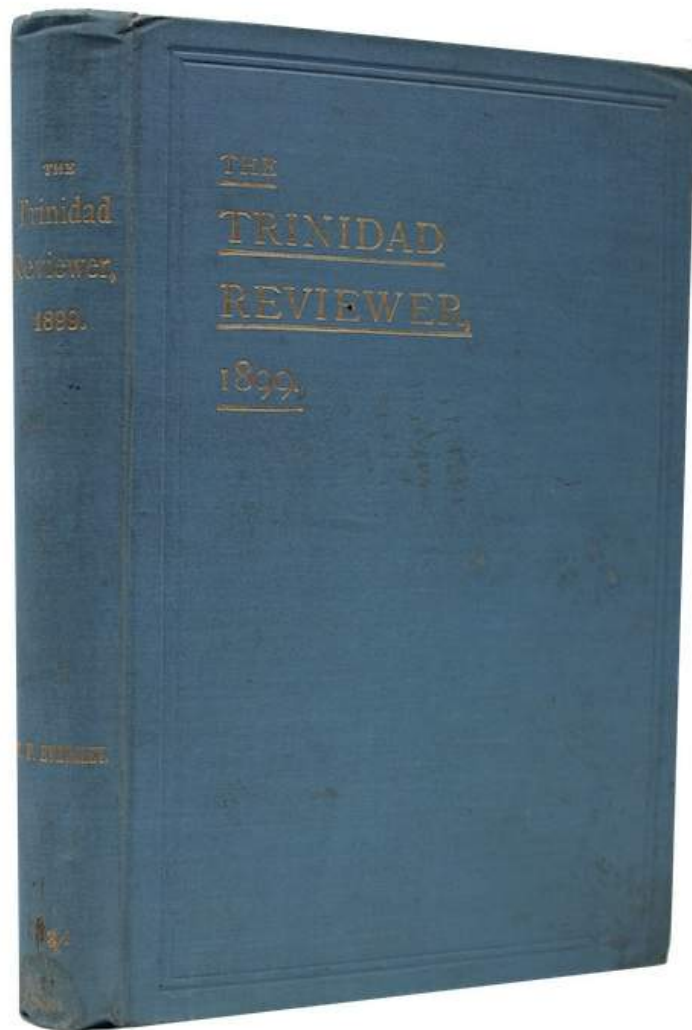 THE
Trinidad
Reviewer,
1899.
THE
TRINIDAD
REVIEWER,
1899.